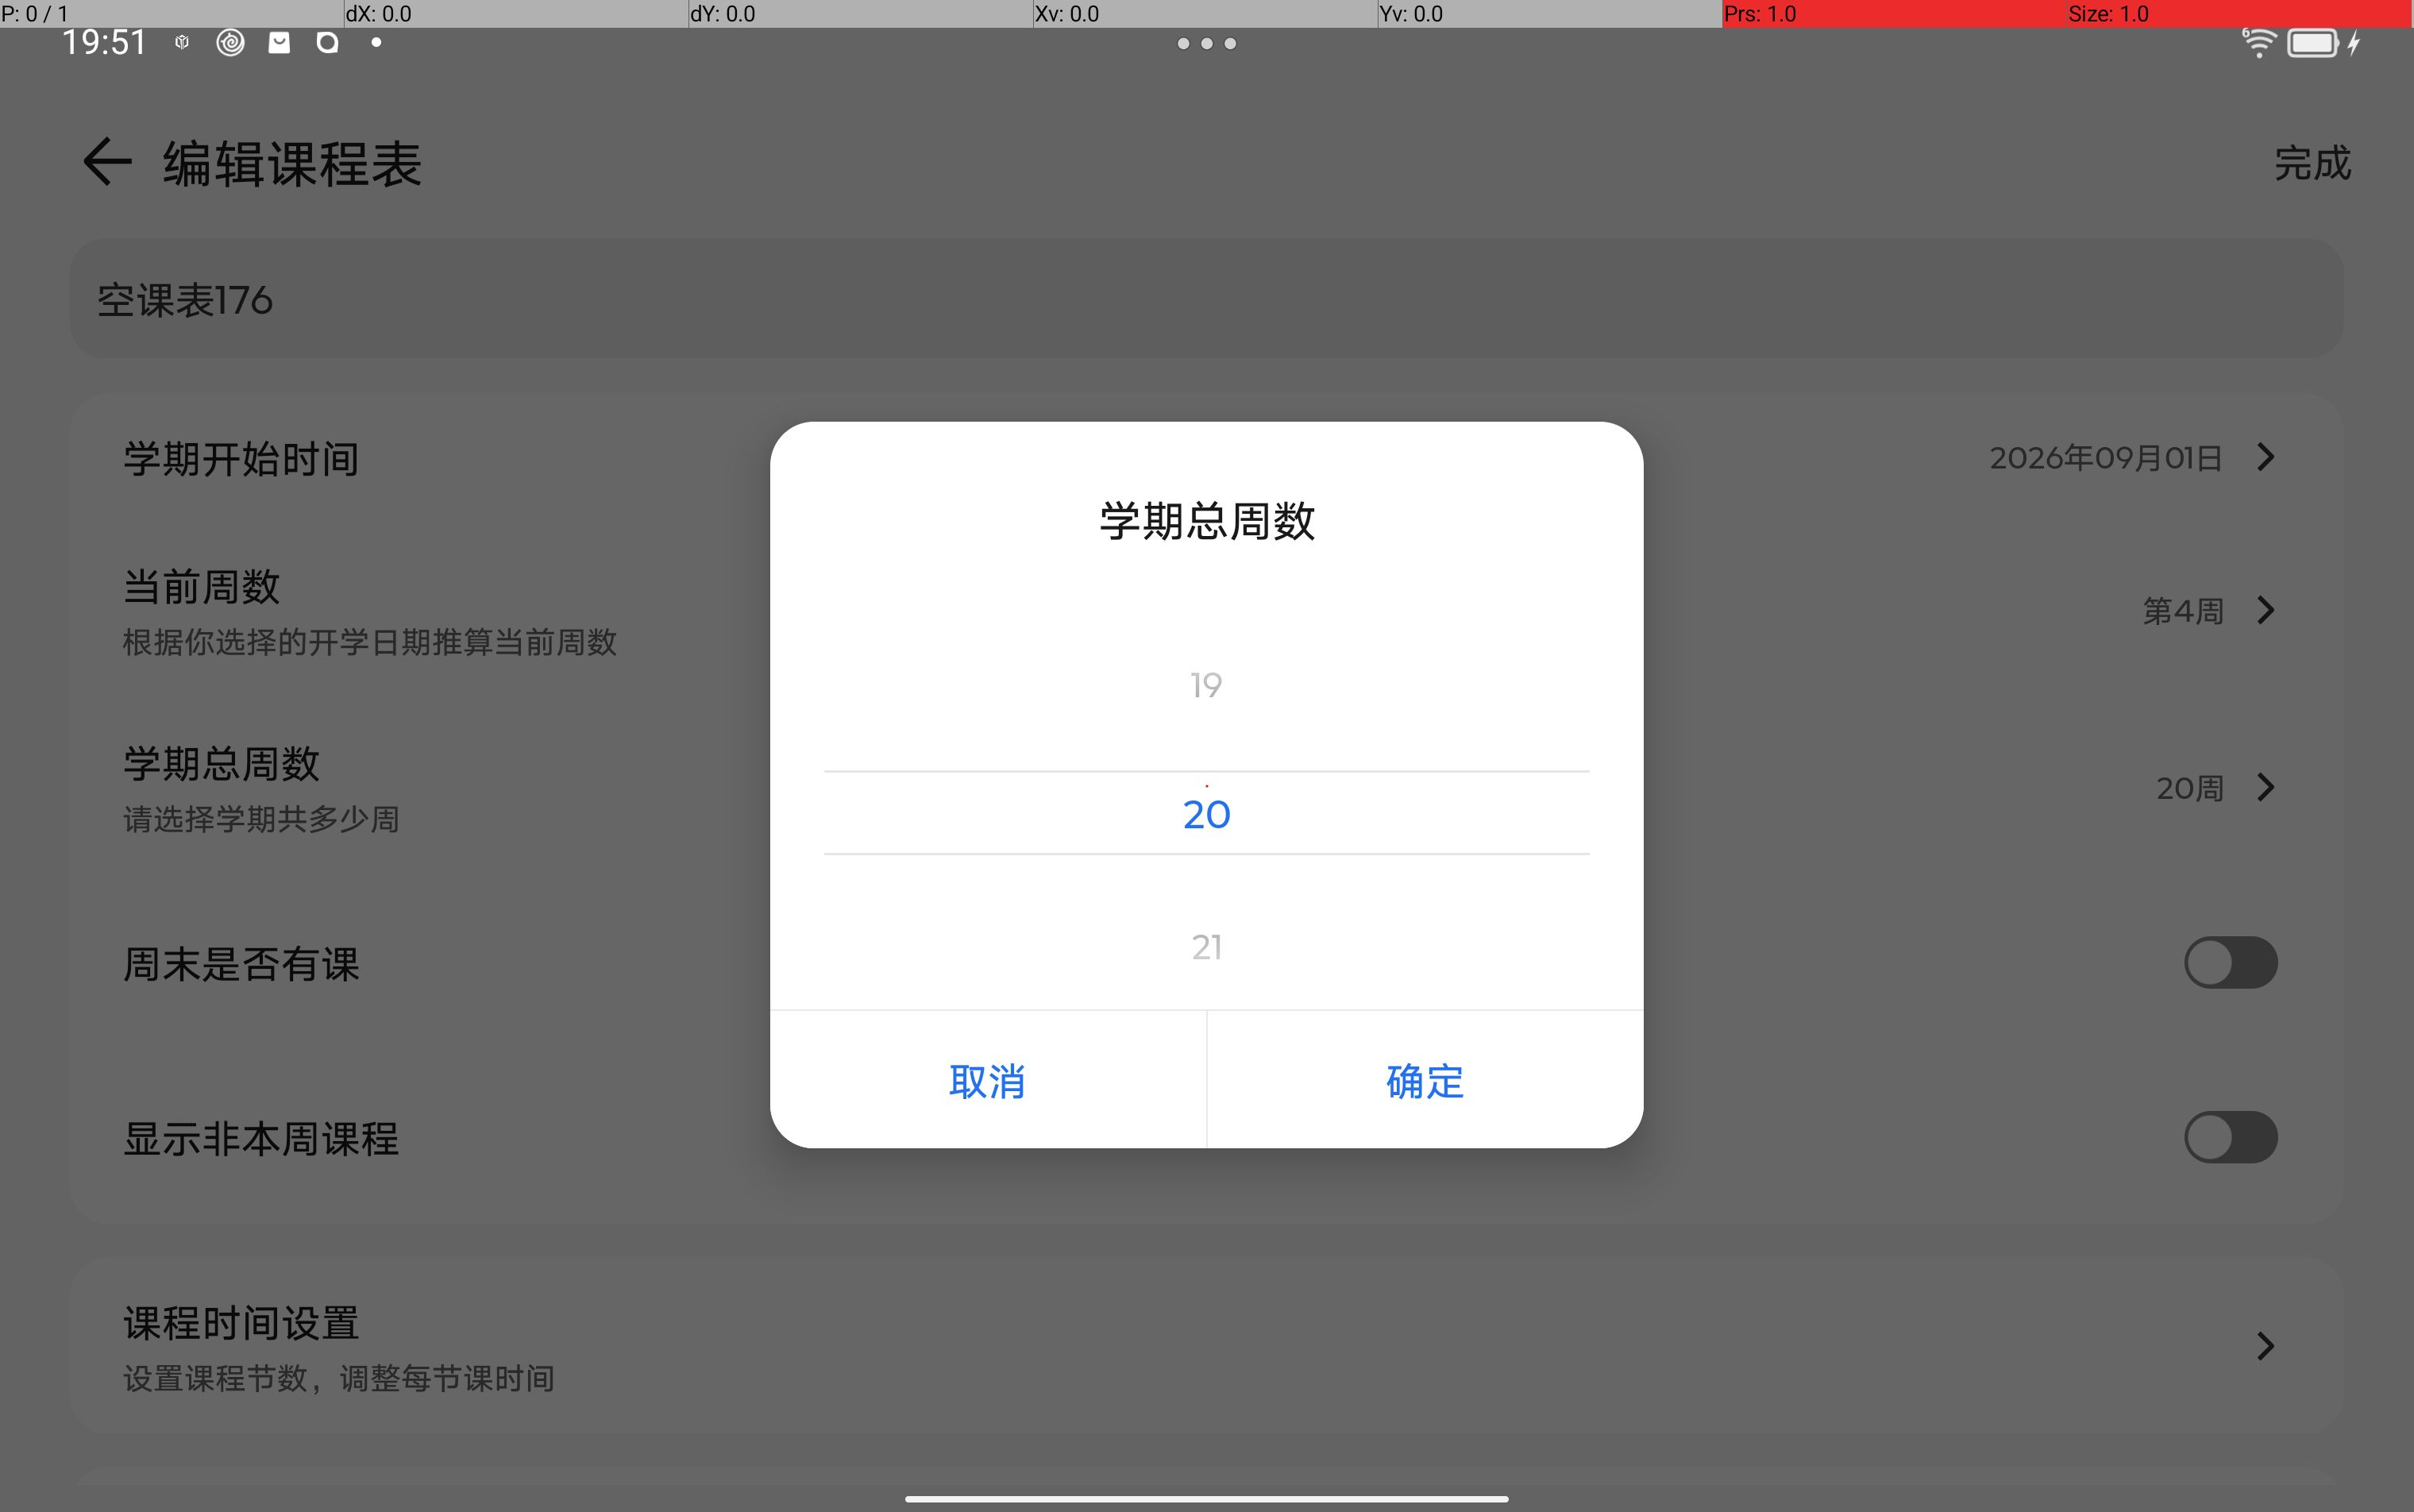 P: 0 / 1 dX: 0.0 dY: 0.0 Xv: 0.0 Yv: 0.0 Prs: 1.0 Size: 1.0
19:51 6
编辑课程表 完成
空课表176
学期开始时间 2026年09月01日
当前周数 第4周
根据你选择的开学日期推算当前周数
学期总周数 20周
请选择学期共多少周
周末是否有课
显示非本周课程
课程时间设置
设置课程节数，调整每节课时间
学期总周数
19
20
21
取消 确定